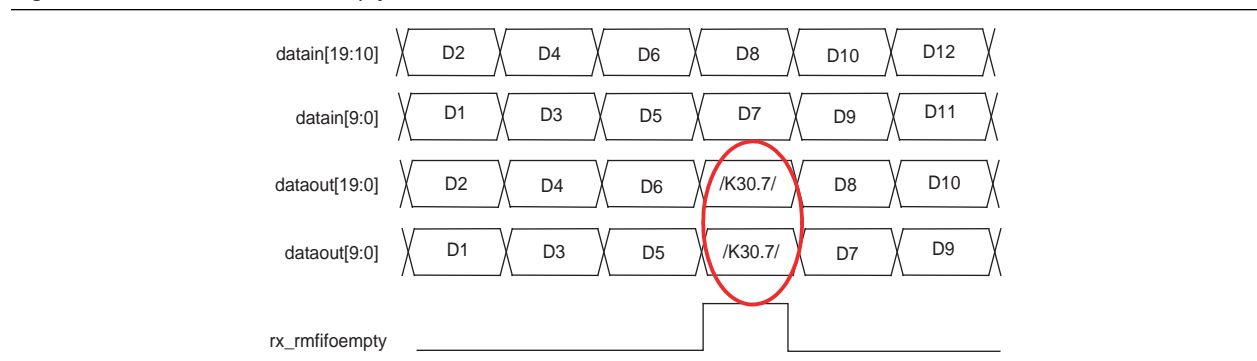 datain[19:10] D2 D4 D6 D8 D10 D12
datain[9:0] D1 D3 D5 D7 D9 D11
dataout[19:0] D2 D4 D6 /K30.7/ D8 D10
dataout[9:0] D1 D3 D5 /K30.7/ D7 D9
rx_rmfifoempty